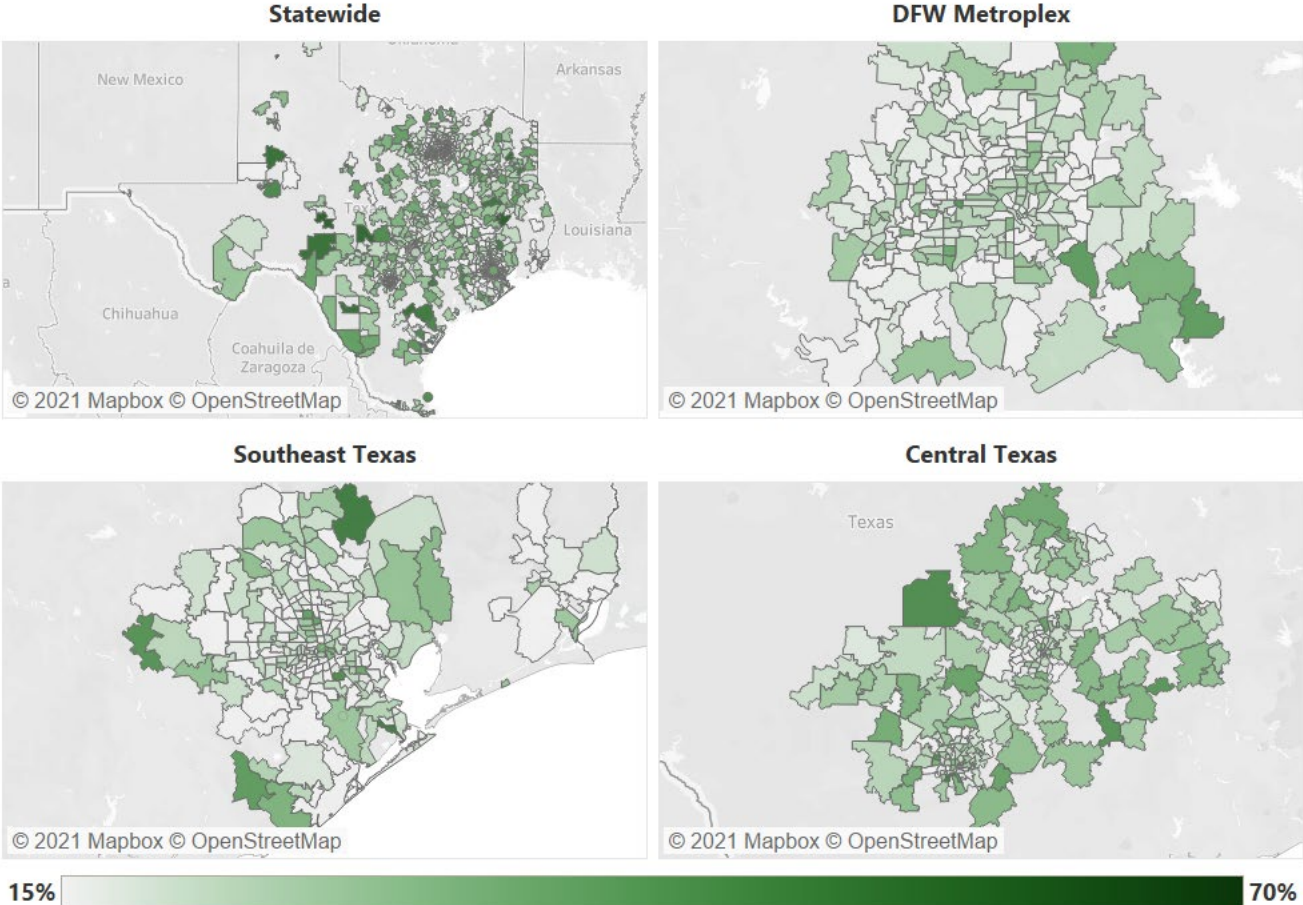 Statewide
DFW Metroplex
Oklahoma
New Mexico
Arkansas
Louisiana
Chihuahua
Coahuila de
Zaragoza
© 2021 Mapbox © OpenStreetMap
© 2021 Mapbox © OpenStreetMap
Southeast Texas
Central Texas
Texas
© 2021 Mapbox © OpenStreetMap
© 2021 Mapbox © OpenStreetMap
15%
70%